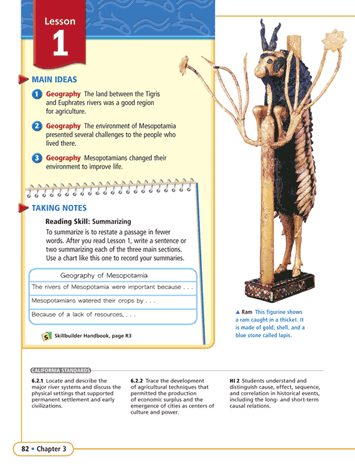 Lesson
1
MAIN IDEAS
1 Geography The land between the Tigris
and Euphrates rivers was a good region
for agriculture.
2 Geography The environment of Mesopotamia
presented several challenges to the people who
lived there.
3 Geography Mesopotamians changed their
environment to improve life.
TAKING NOTES
Reading Skill: Summarizing
To summarize is to restate a passage in fewer
words. After you read Lesson 1, write a sentence or
two summarizing each of the three main sections.
Use a chart like this one to record your summaries.
Geography of Mesopotamia
The rivers of Mesopotamia were important because . . .
Mesopotamians watered their crops by . . .
Because of a lack of resources, . . .
S Skillbuilder Handbook, page R3
▲ Ram This figurine shows
a ram caught in a thicket. It
is made of gold, shell, and a
blue stone called lapis.
CALIFORNIA STANDARDS
6.2.1 Locate and describe the
major river systems and discuss the
physical settings that supported
permanent settlement and early
civilizations.
6.2.2 Trace the development
of agricultural techniques that
permitted the production
of economic surplus and the
emergence of cities as centers of
culture and power.
HI 2 Students understand and
distinguish cause, effect, sequence,
and correlation in historical events,
including the long- and short-term
causal relations.
82 • Chapter 3